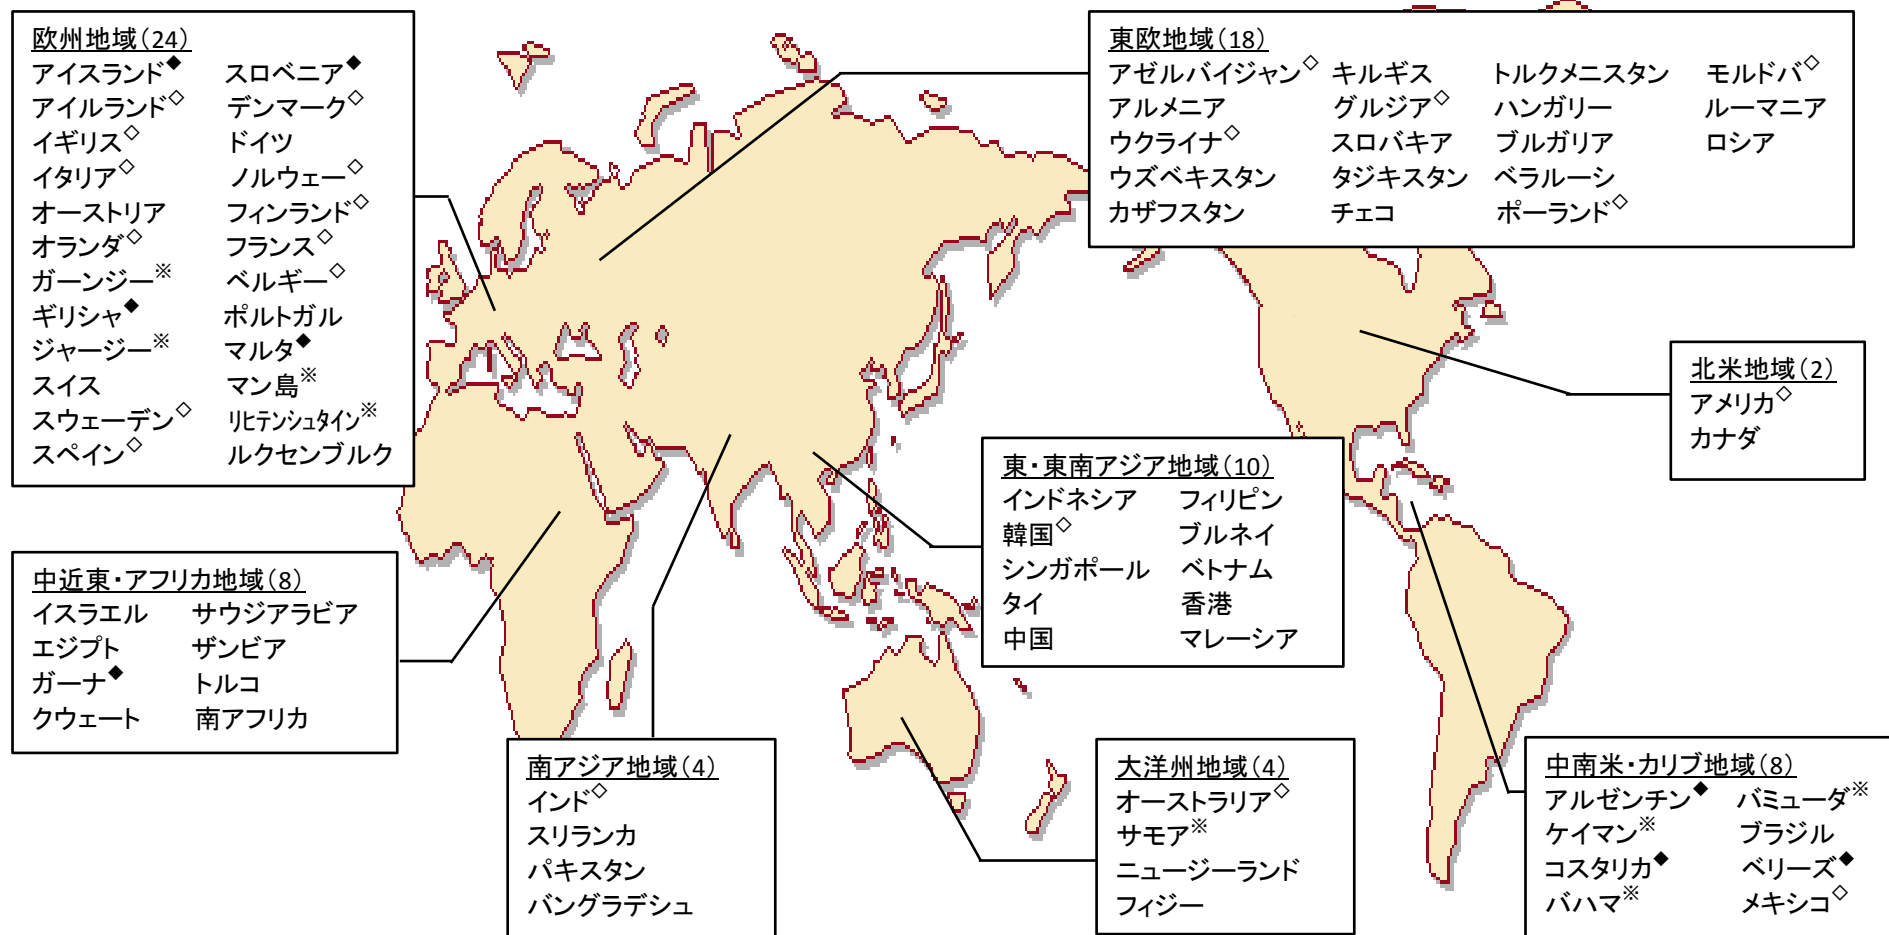 欧州地域(24)
アイスランド◆ スロベニア◆
アイルランド◇ デンマーク◇
イギリス◇ ドイツ
イタリア◇ ノルウェー◇
オーストリア フィンランド◇
オランダ◇ フランス◇
ガーンジー※ ベルギー◇
ギリシャ◆ ポルトガル
ジャージー※ マルタ◆
スイス マン島※
スウェーデン◇ リヒテンシュタイン※
スペイン◇ ルクセンブルク
東欧地域(18)
アゼルバイジャン◇ キルギス トルクメニスタン モルドバ◇
アルメニア グルジア◇ ハンガリー ルーマニア
ウクライナ◇ スロバキア ブルガリア ロシア
ウズベキスタン タジキスタン ベラルーシ
カザフスタン チェコ ポーランド◇
北米地域(2)
アメリカ◇
カナダ
東・東南アジア地域(10)
インドネシア フィリピン
韓国◇ ブルネイ
シンガポール ベトナム
タイ 香港
中国 マレーシア
中近東・アフリカ地域(8)
イスラエル サウジアラビア
エジプト ザンビア
ガーナ◆ トルコ
クウェート 南アフリカ
南アジア地域(4)
インド◇
スリランカ
パキスタン
バングラデシュ
大洋州地域(4)
オーストラリア◇
サモア※
ニュージーランド
フィジー
中南米・カリブ地域(8)
アルゼンチン◆ バミューダ※
ケイマン※ ブラジル
コスタリカ◆ ベリーズ◆
バハマ※ メキシコ◇